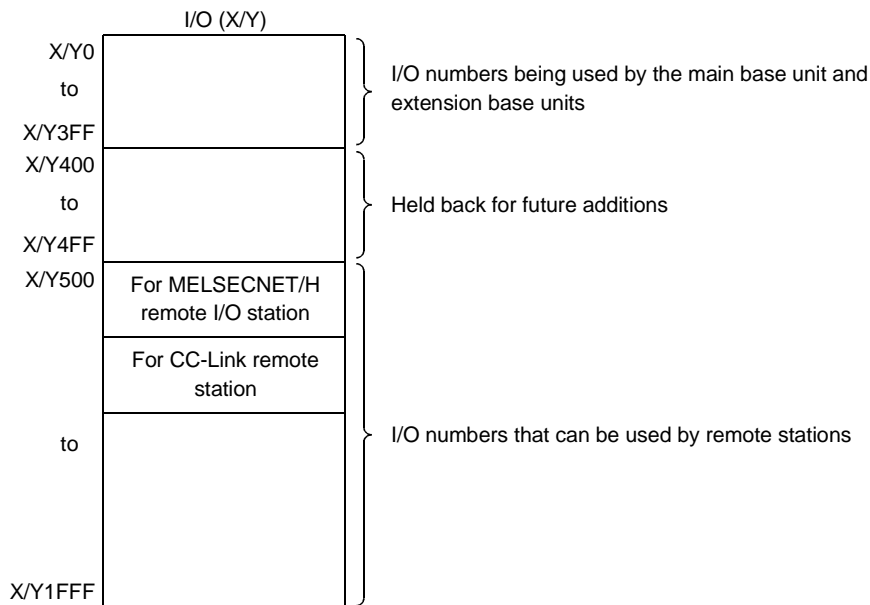 I/O (X/Y)
X/Y0
to
X/Y3FF
I/O numbers being used by the main base unit and
extension base units
X/Y400
to
X/Y4FF
Held back for future additions
X/Y500
For MELSECNET/H
remote I/O station
For CC-Link remote
station
to
I/O numbers that can be used by remote stations
X/Y1FFF